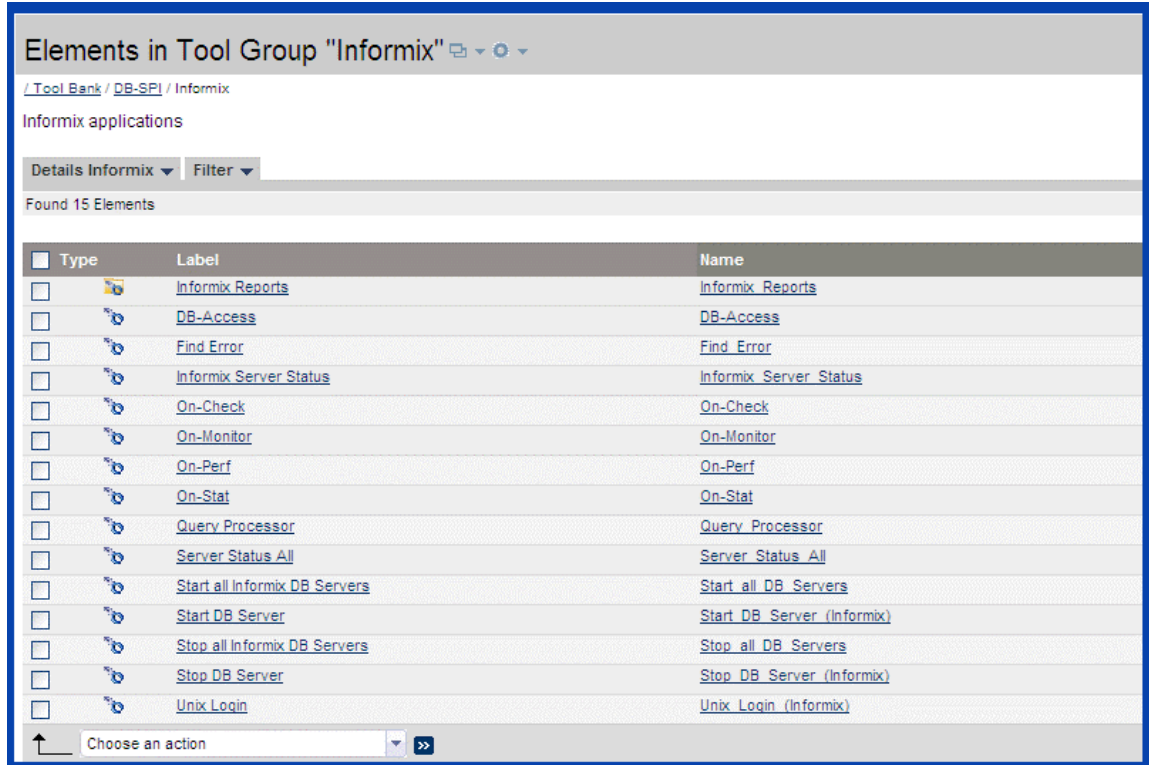 Elements in Tool Group "Informix"
/ Tool Bank / DB-SPI / Informix
Informix applications
Details Informix Filter
Found 15 Elements
Type Label Name
Informix Reports Informix_Reports
DB-Access DB-Access
Find Error Find_Error
Informix Server Status Informix_Server_Status
On-Check On-Check
On-Monitor On-Monitor
On-Perf On-Perf
On-Stat On-Stat
Query Processor Query_Processor
Server Status All Server_Status_All
Start all Informix DB Servers Start_all_DB_Servers
Start DB Server Start_DB_Server_(Informix)
Stop all Informix DB Servers Stop_all_DB_Servers
Stop DB Server Stop_DB_Server_(Informix)
Unix Login Unix_Login_(Informix)
Choose an action